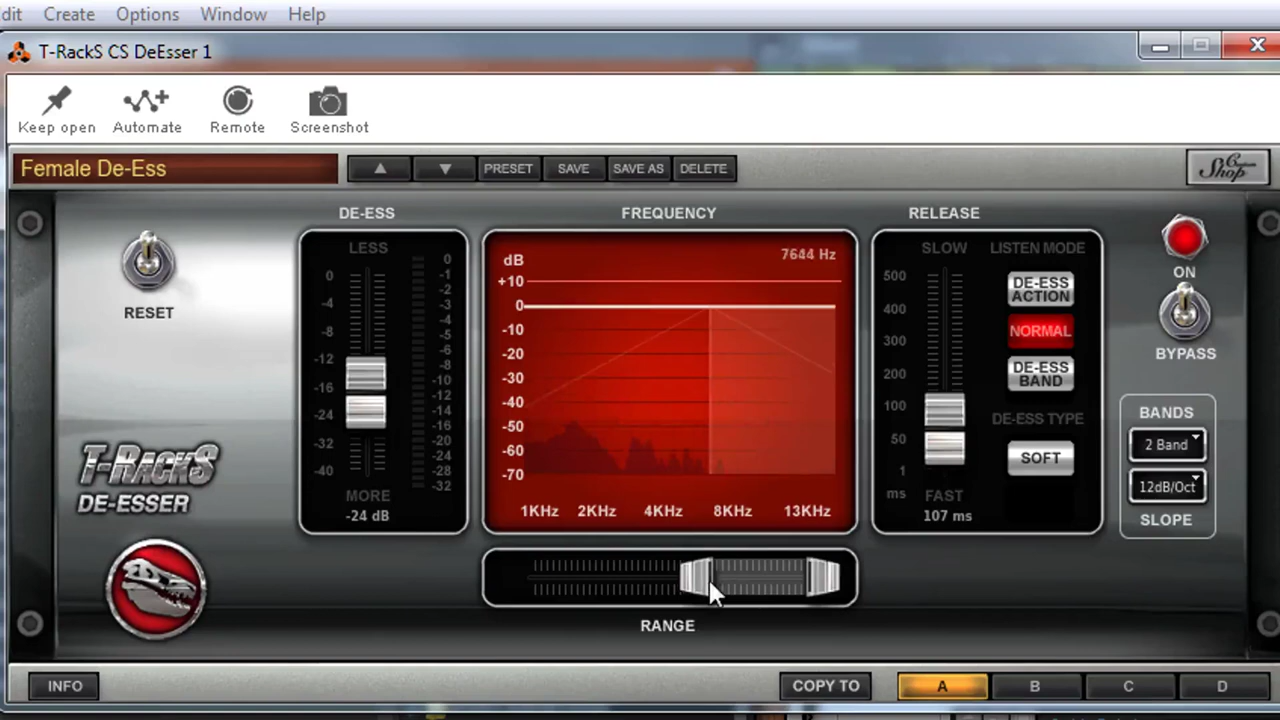 dit Create Options Window Help
T-RackS CS DeEsser 1
Keep open Automate Remote Screenshot
Female De-Ess ▲ ▼ PRESET SAVE SAVE AS DELETE Custom Shop
DE-ESS FREQUENCY RELEASE
LESS dB 7644 Hz SLOW LISTEN MODE
0 -4 -8 -12 -16 -24 -32 -40
0 -1 -2 -3 -4 -5 -6 -8 -10 -12 -14 -16 -20 -24 -28 -32
+10 0 -10 -20 -30 -40 -50 -60 -70
500 400 300 200 100 50 1 ms
DE-ESS ACTION
NORMAL
DE-ESS BAND
DE-ESS TYPE
SOFT
ON
BYPASS
RESET
BANDS
2 Band
12dB/Oct
SLOPE
T-RackS
DE-ESSER
MORE
-24 dB
1KHz 2KHz 4KHz 8KHz 13KHz
FAST
107 ms
RANGE
INFO COPY TO A B C D